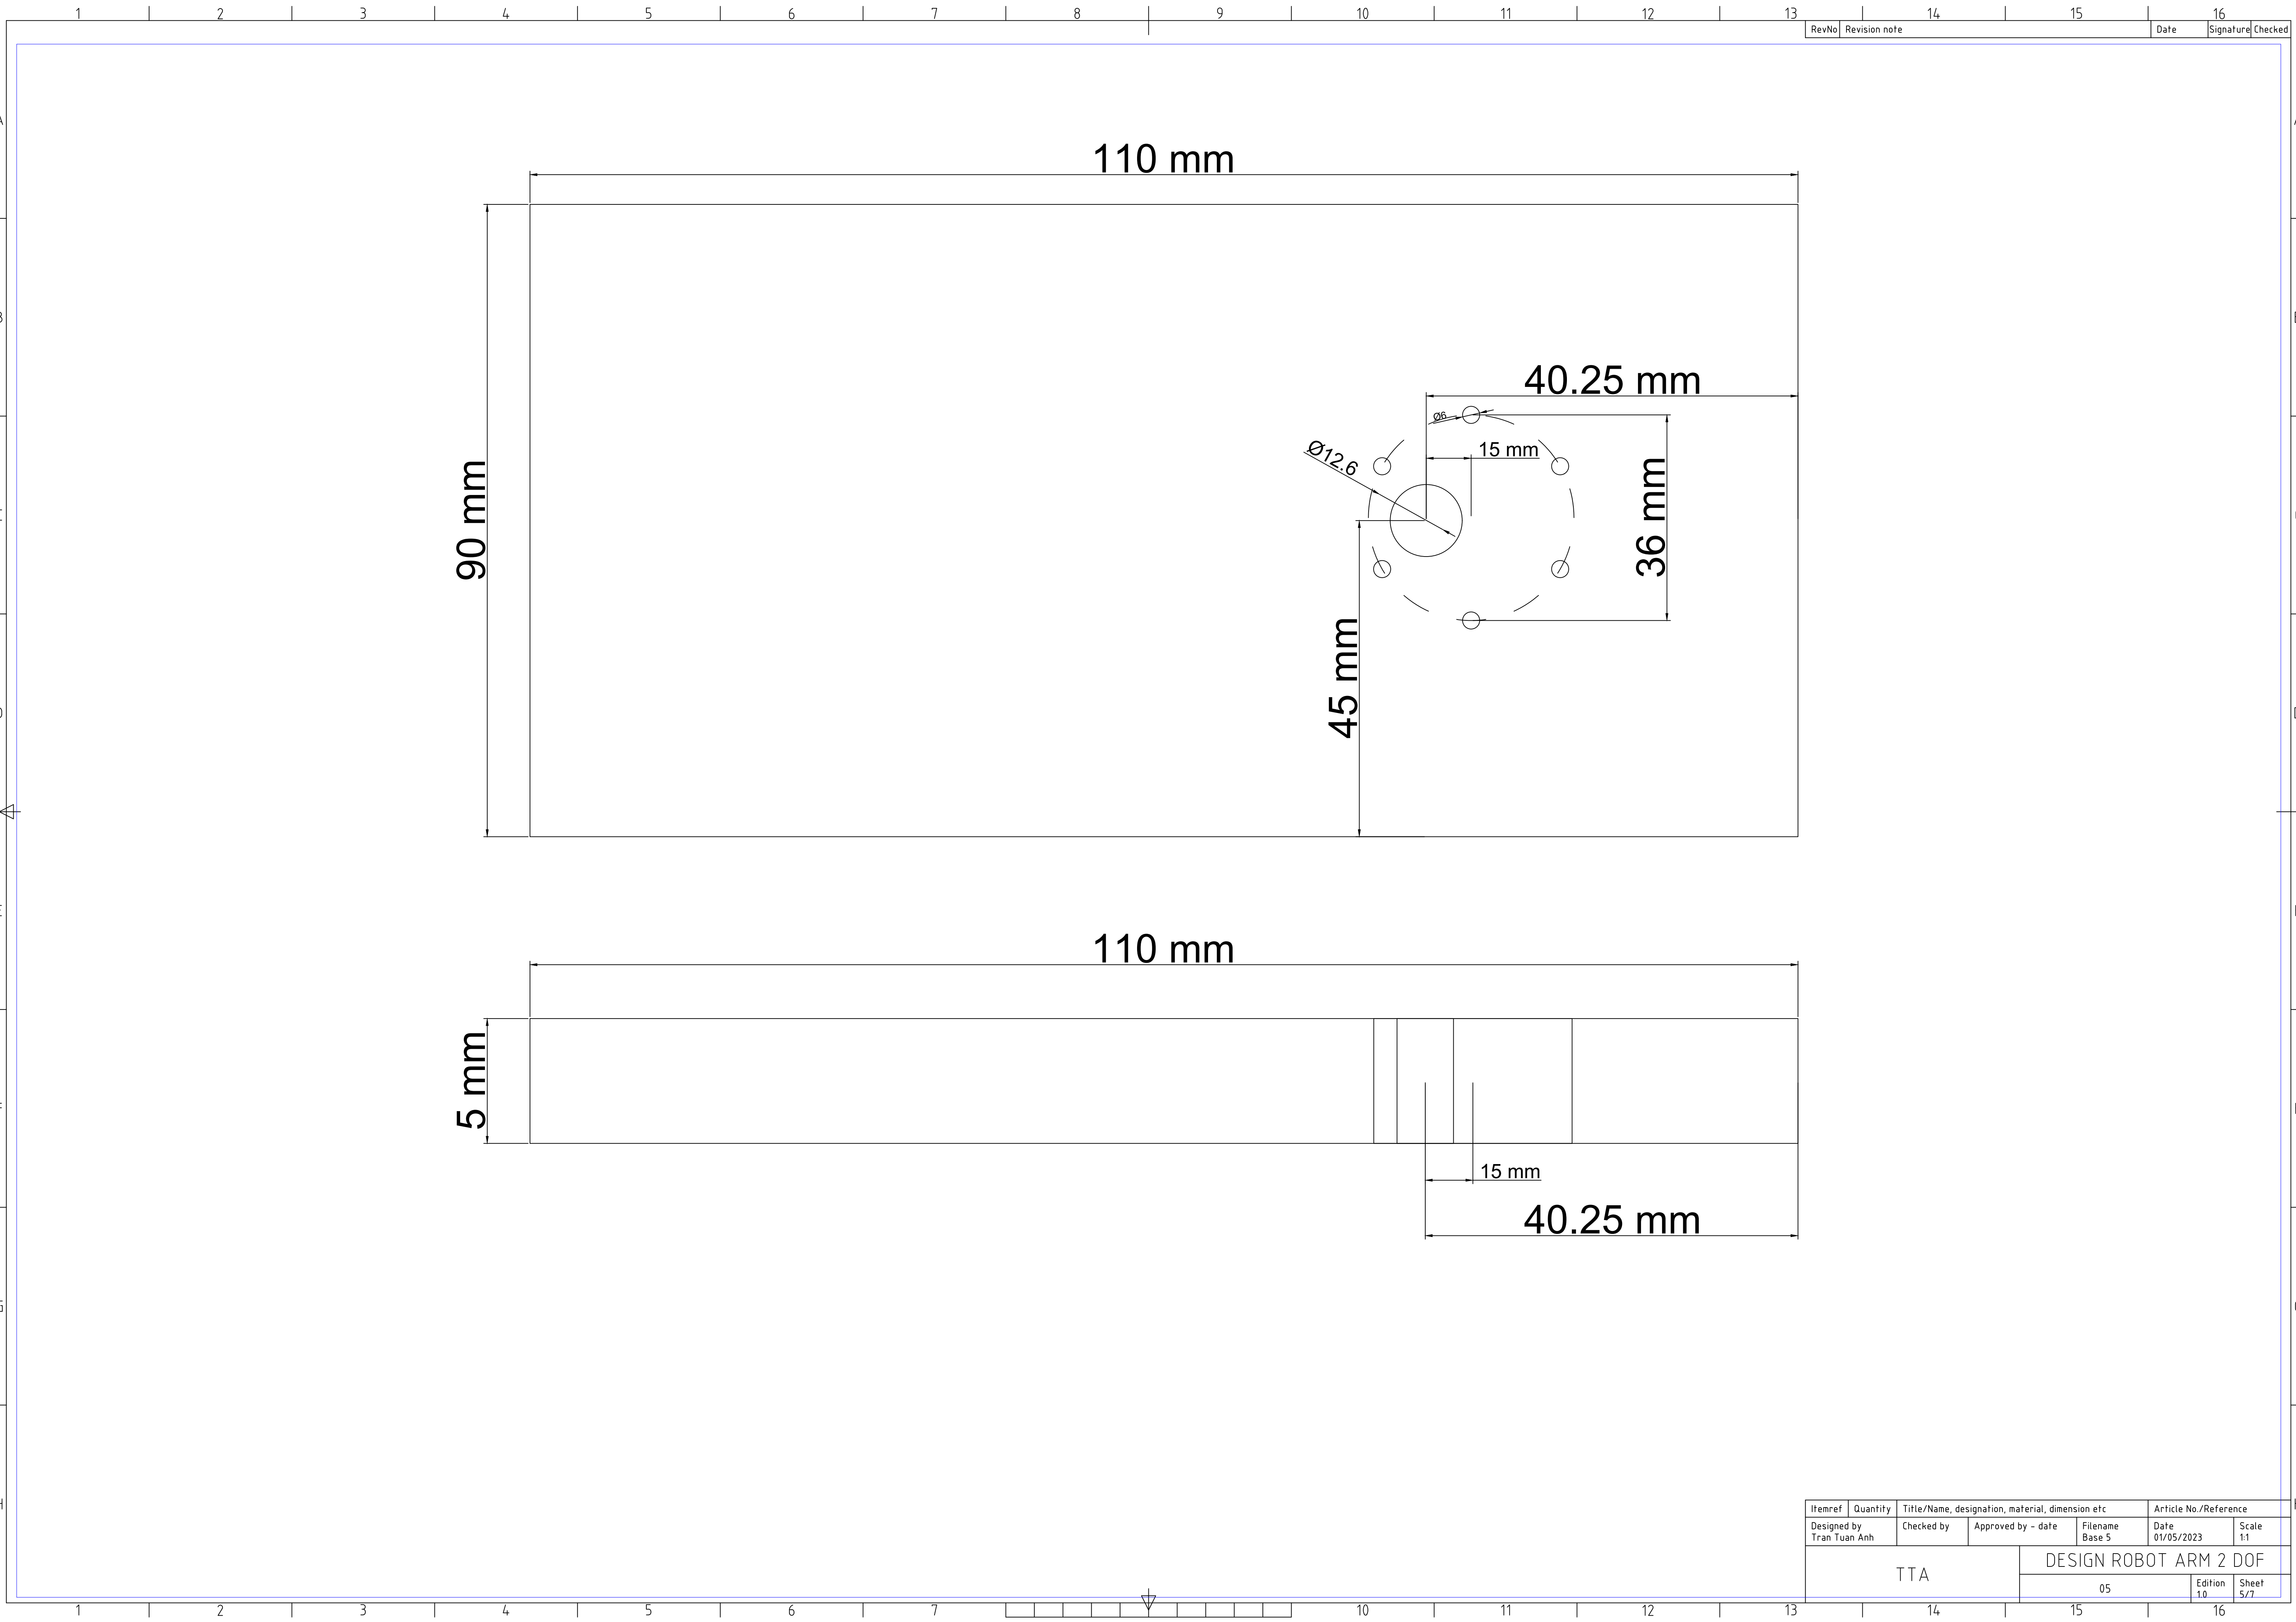 1 2 3 4 5 6 7 8 9 10 11 12 13 14 15 16
RevNo Revision note Date Signature Checked
110 mm
90 mm
40.25 mm
Ø6
15 mm
Ø12.6
36 mm
45 mm
110 mm
5 mm
15 mm
40.25 mm
Itemref Quantity Title/Name, designation, material, dimension etc Article No./Reference
Designed by Checked by Approved by - date Filename Date Scale
Tran Tuan Anh Base 5 01/05/2023 1:1
TTA
DESIGN ROBOT ARM 2 DOF
05
Edition Sheet
1.0 5/7
1 2 3 4 5 6 7 10 11 12 13 14 15 16